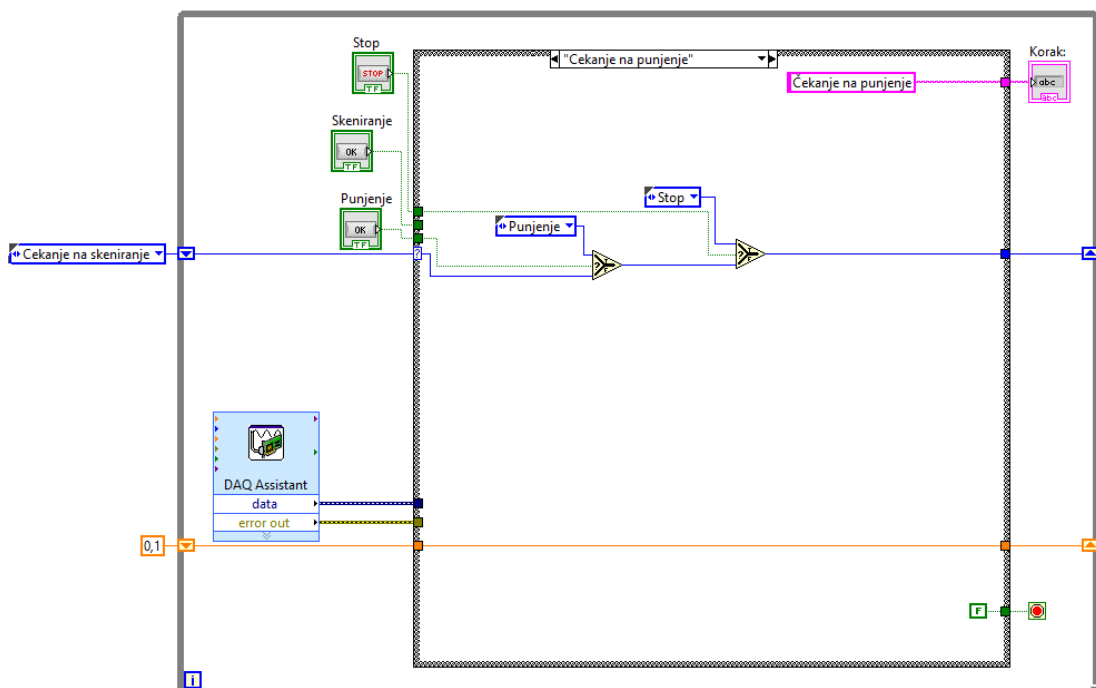 Stop
STOP
TF
Skeniranje
OK
TF
Punjenje
OK
TF
"Cekanje na punjenje"
Čekanje na punjenje
Korak:
abc
abc
Stop
Punjenje
? T F
? T F
Cekanje na skeniranje
?
DAQ Assistant
data
error out
0,1
F
i